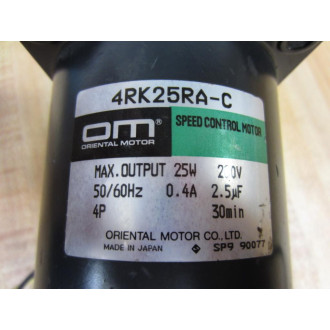 4RK25RA-C
om® SPEED CONTROL MOTOR
ORIENTAL MOTOR
MAX.OUTPUT 25W
50/60Hz 0.4A 2.5µF
4P 30min
ORIENTAL MOTOR CO.,LTD.
MADE IN JAPAN SP9 90077